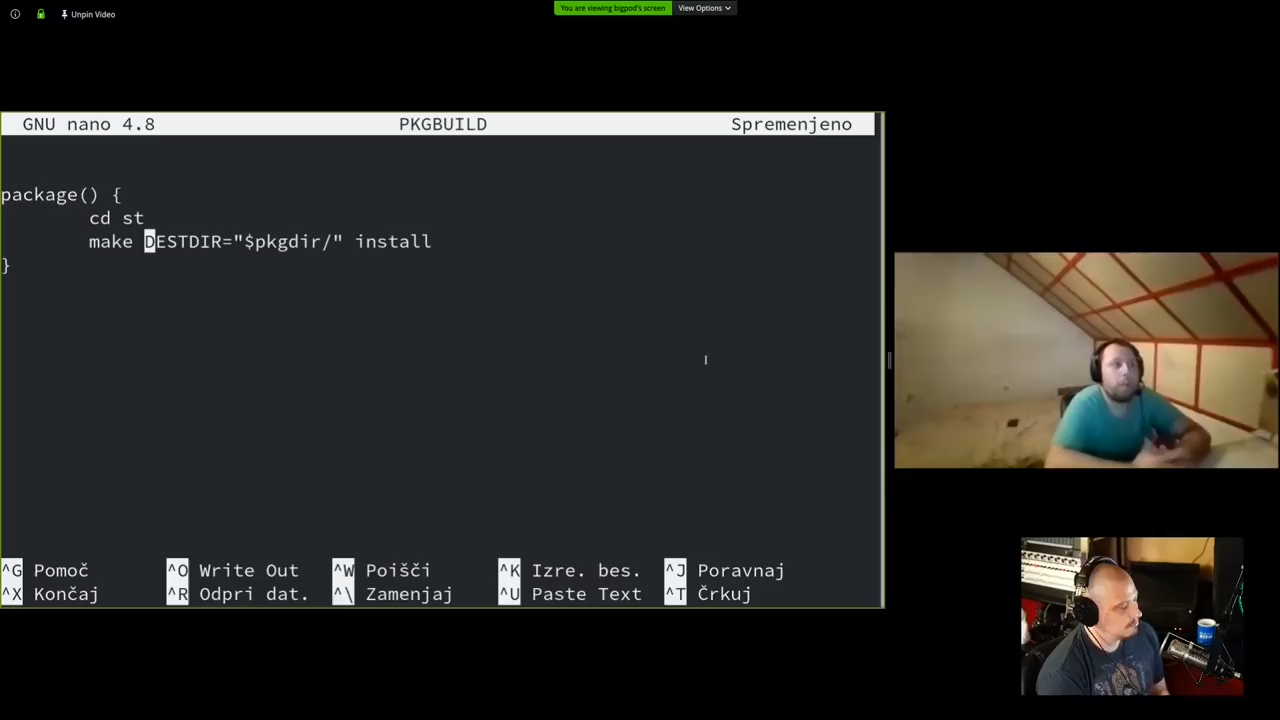 Unpin Video
You are viewing bigpod's screen
View Options
GNU nano 4.8 PKGBUILD Spremenjeno
package() {
cd st
make DESTDIR="$pkgdir/" install
}
^G Pomoč ^O Write Out ^W Poišči ^K Izre. bes. ^J Poravnaj
^X Končaj ^R Odpri dat. ^\ Zamenjaj ^U Paste Text ^T Črkuj